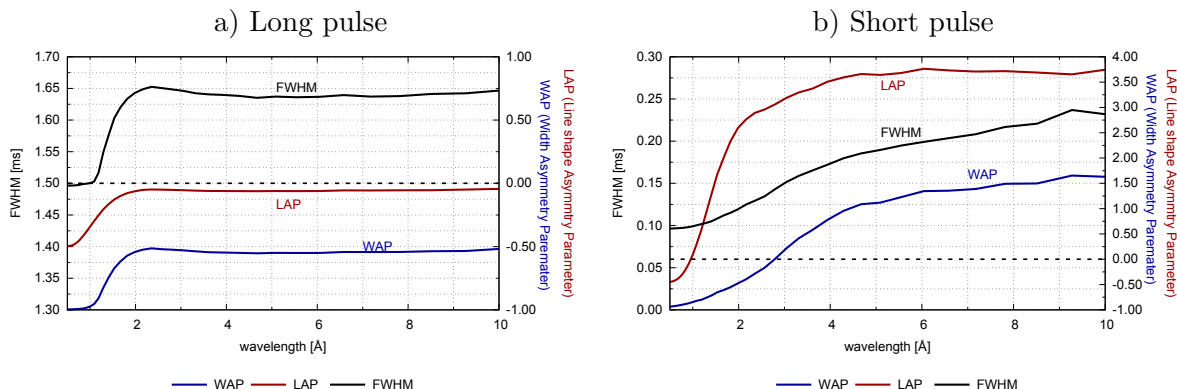 a) Long pulse
1.70
1.65
1.60
1.55
1.50
1.45
1.40
1.35
1.30
FWHM [ms]
2
4
6
8
10
wavelength [Å]
1.00
0.50
0.00
-0.50
-1.00
WAP (Width Asymmetry Paremater)
LAP (Line shape Asymmtry Parameter)
FWHM
LAP
WAP
WAP
LAP
FWHM
b) Short pulse
0.30
0.25
0.20
0.15
0.10
0.05
0.00
FWHM [ms]
2
4
6
8
10
wavelength [Å]
4.00
3.50
3.00
2.50
2.00
1.50
1.00
0.50
0.00
-0.50
-1.00
WAP (Width Asymmetry Paremater)
LAP (Line shape Asymmtry Parameter)
LAP
FWHM
WAP
WAP
LAP
FWHM